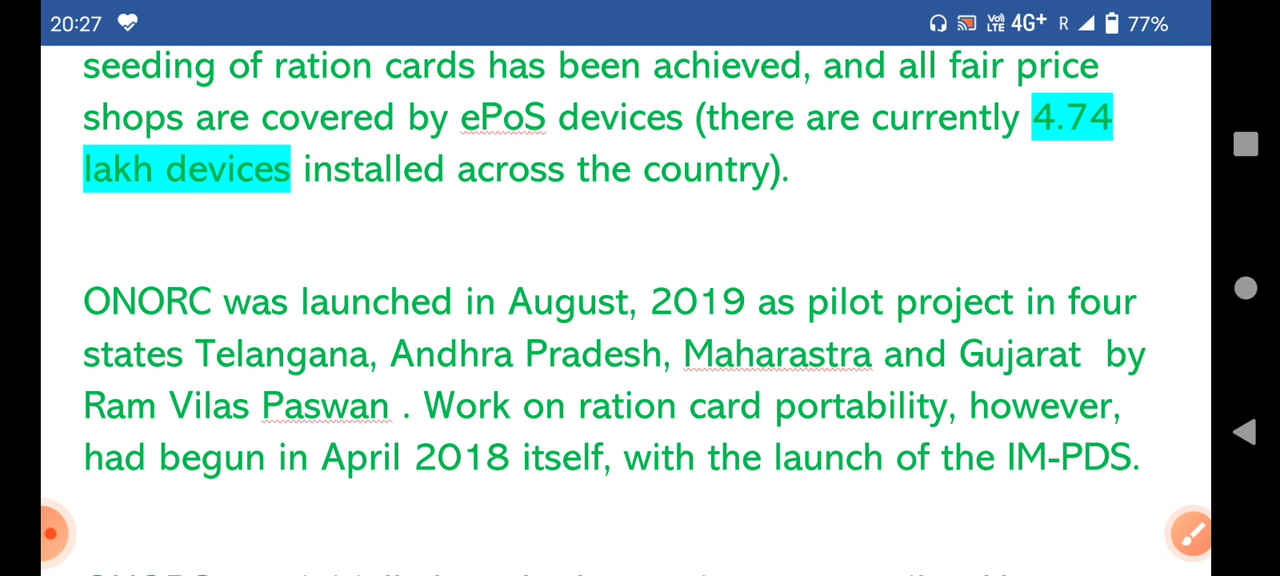 20:27 4G+ R 77%
seeding of ration cards has been achieved, and all fair price
shops are covered by ePoS devices (there are currently 4.74
lakh devices installed across the country).
ONORC was launched in August, 2019 as pilot project in four
states Telangana, Andhra Pradesh, Maharastra and Gujarat by
Ram Vilas Paswan . Work on ration card portability, however,
had begun in April 2018 itself, with the launch of the IM-PDS.